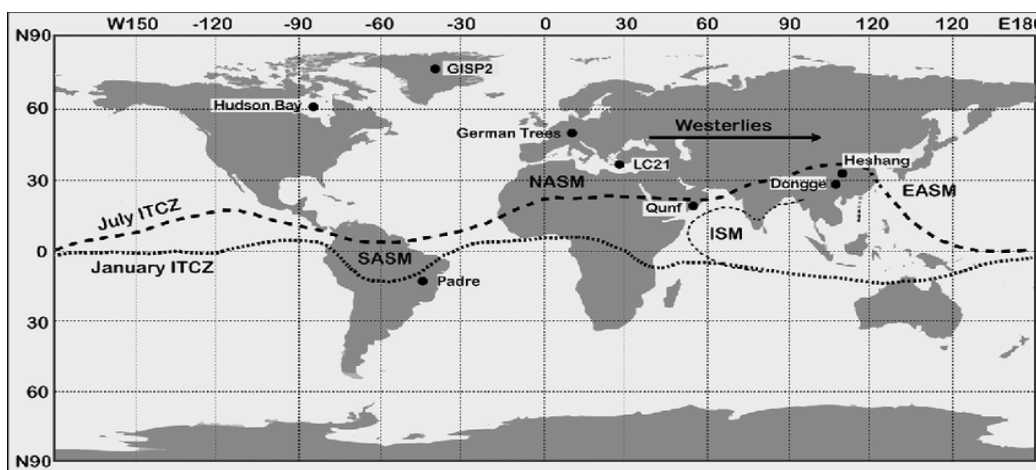 W150 -120 -90 -60 -30 0 30 60 90 120 120 E180
N90
GISP2
60
Hudson Bay
German Trees
Westerlies
LC21
Heshang
Dongge
30
NASM
EASM
Qunf
July ITCZ
ISM
0
January ITCZ
SASM
Padre
30
60
N90